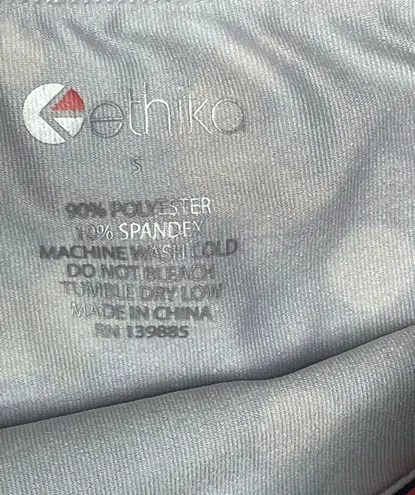 ethika
S
90% POLYESTER
10% SPANDEX
MACHINE WASH COLD
DO NOT BLEACH
TUMBLE DRY LOW
MADE IN CHINA
RN 139885